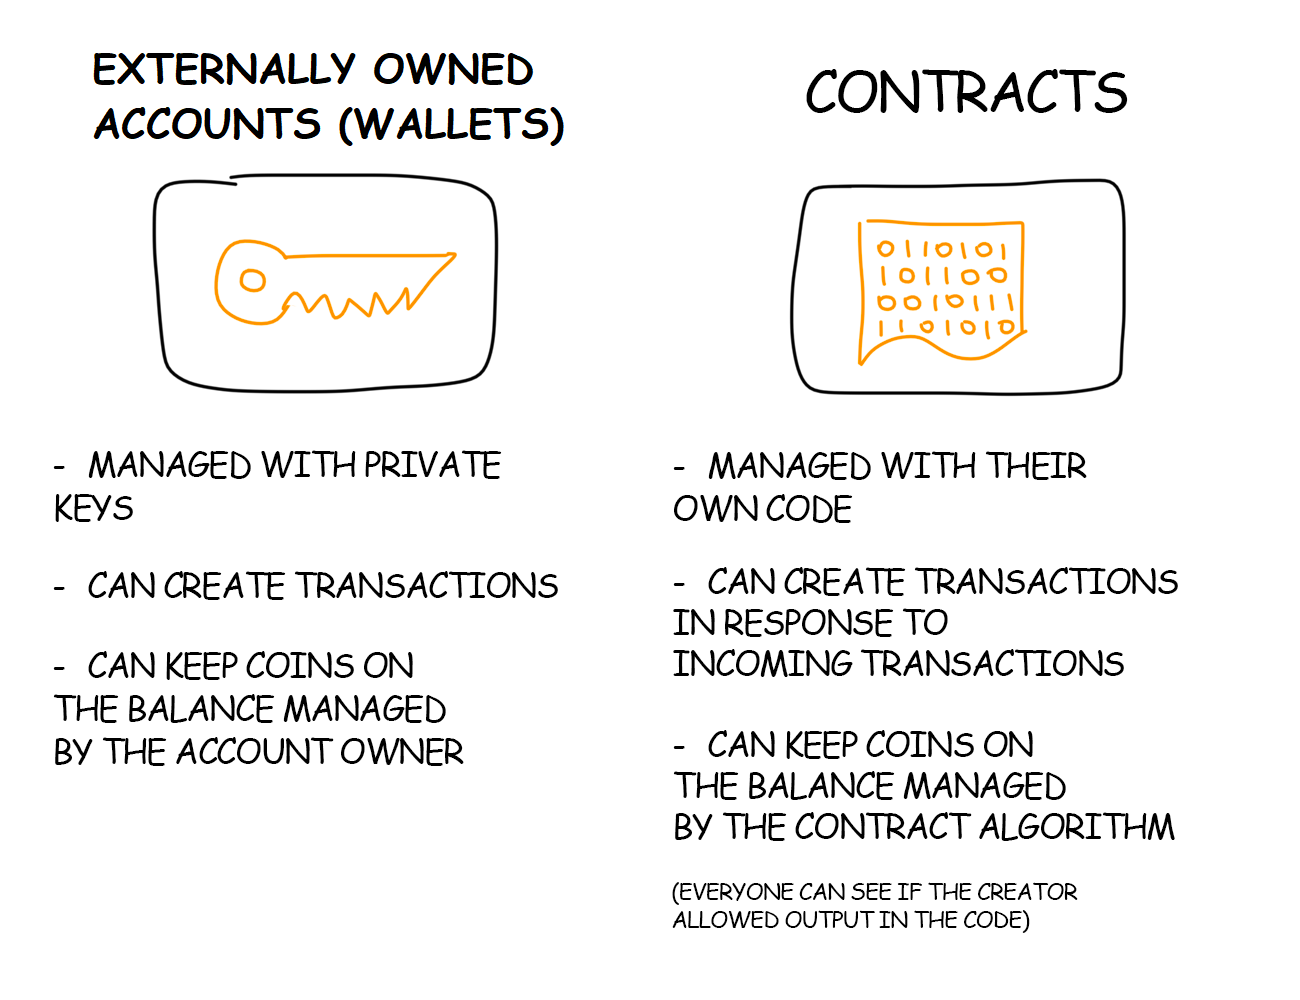 EXTERNALLY OWNED
ACCOUNTS (WALLETS)
- MANAGED WITH PRIVATE
KEYS
- CAN CREATE TRANSACTIONS
- CAN KEEP COINS ON
THE BALANCE MANAGED
BY THE ACCOUNT OWNER
CONTRACTS
0110101
101100
0010111
1101010
- MANAGED WITH THEIR
OWN CODE
- CAN CREATE TRANSACTIONS
IN RESPONSE TO
INCOMING TRANSACTIONS
- CAN KEEP COINS ON
THE BALANCE MANAGED
BY THE CONTRACT ALGORITHM
(EVERYONE CAN SEE IF THE CREATOR
ALLOWED OUTPUT IN THE CODE)